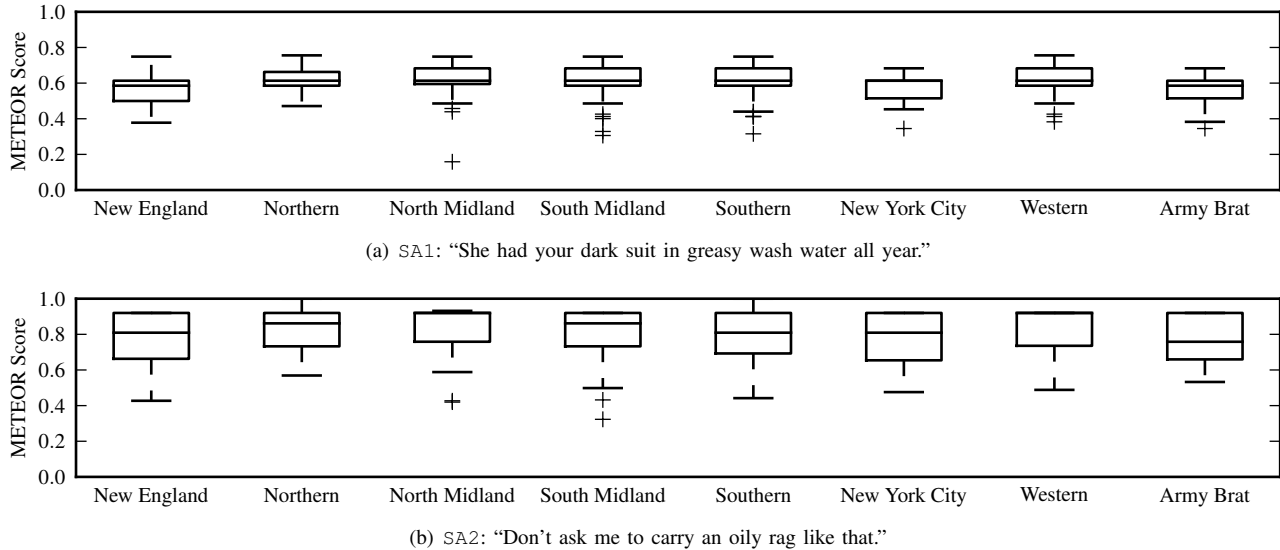 1.0
0.8
0.6
0.4
0.2
0.0
METEOR Score
New England Northern North Midland South Midland Southern New York City Western Army Brat
(a) SA1: “She had your dark suit in greasy wash water all year.”
1.0
0.8
0.6
0.4
0.2
0.0
METEOR Score
New England Northern North Midland South Midland Southern New York City Western Army Brat
(b) SA2: “Don’t ask me to carry an oily rag like that.”